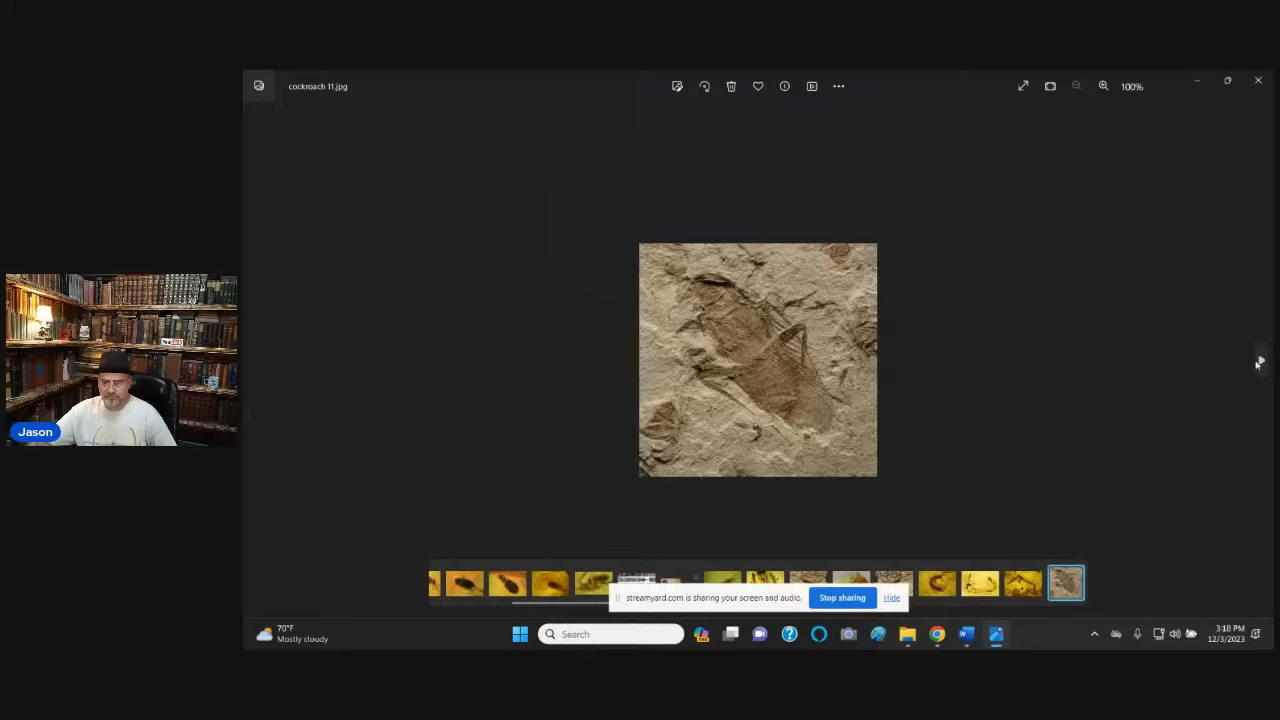 cockroach 11.jpg
100%
Jason
streamyard.com is sharing your screen and audio.
Stop sharing
Hide
70°F
Mostly cloudy
Search
3:18 PM
12/3/2023